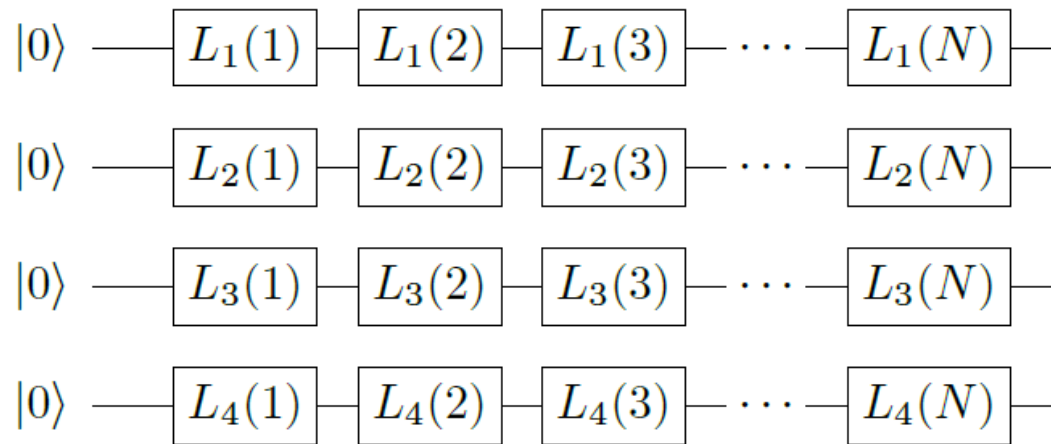 |0⟩ L₁(1) L₁(2) L₁(3) ⋯ L₁(N)
|0⟩ L₂(1) L₂(2) L₂(3) ⋯ L₂(N)
|0⟩ L₃(1) L₃(2) L₃(3) ⋯ L₃(N)
|0⟩ L₄(1) L₄(2) L₄(3) ⋯ L₄(N)